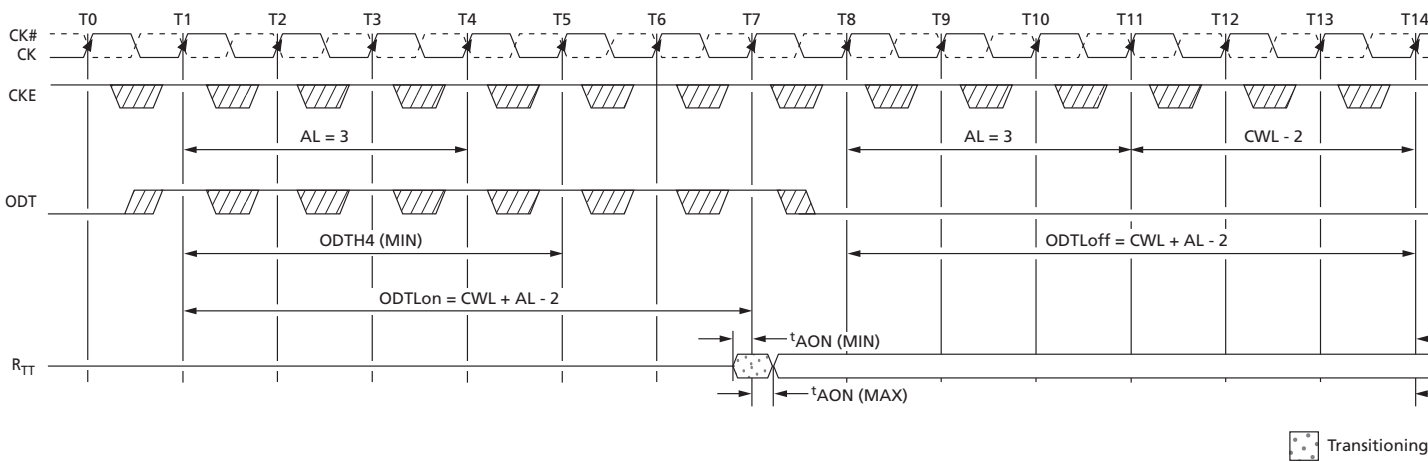 T0 T1 T2 T3 T4 T5 T6 T7 T8 T9 T10 T11 T12 T13 T14
CK#
CK
CKE
AL = 3
AL = 3
CWL - 2
ODT
ODTH4 (MIN)
ODTLoff = CWL + AL - 2
ODTLon = CWL + AL - 2
tAON (MIN)
RTT
tAON (MAX)
Transitioning